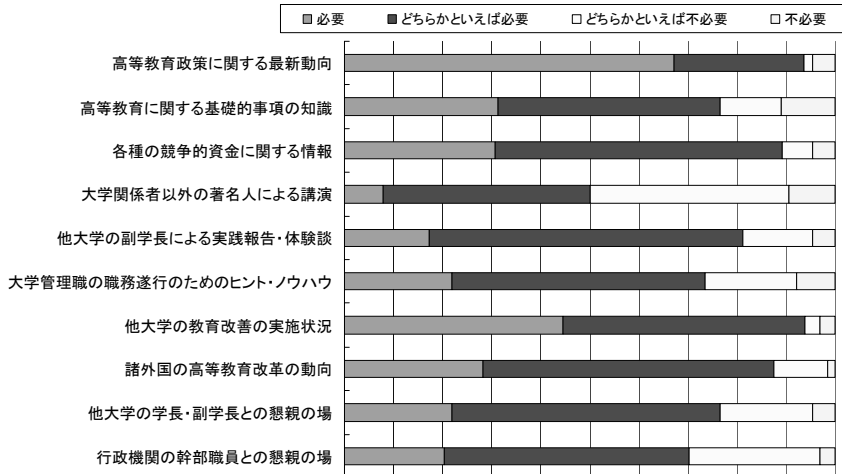 必要 どちらかといえば必要 どちらかといえば不必要 不必要
高等教育政策に関する最新動向
高等教育に関する基礎的事項の知識
各種の競争的資金に関する情報
大学関係者以外の著名人による講演
他大学の副学長による実践報告・体験談
大学管理職の職務遂行のためのヒント・ノウハウ
他大学の教育改善の実施状況
諸外国の高等教育改革の動向
他大学の学長・副学長との懇親の場
行政機関の幹部職員との懇親の場